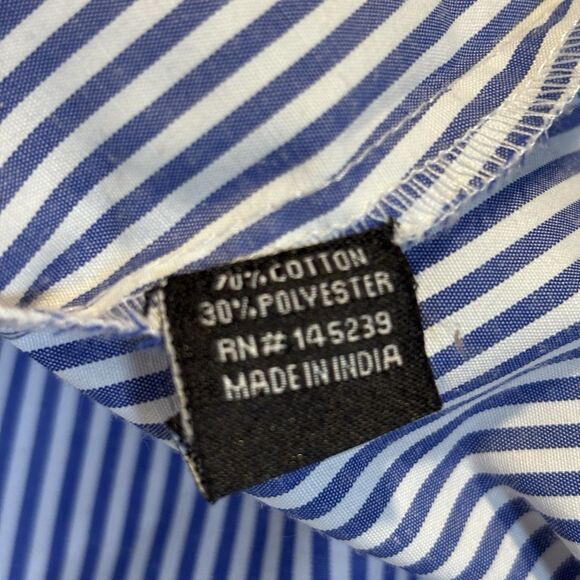 70% COTTON
30% POLYESTER
RN# 145239
MADE IN INDIA